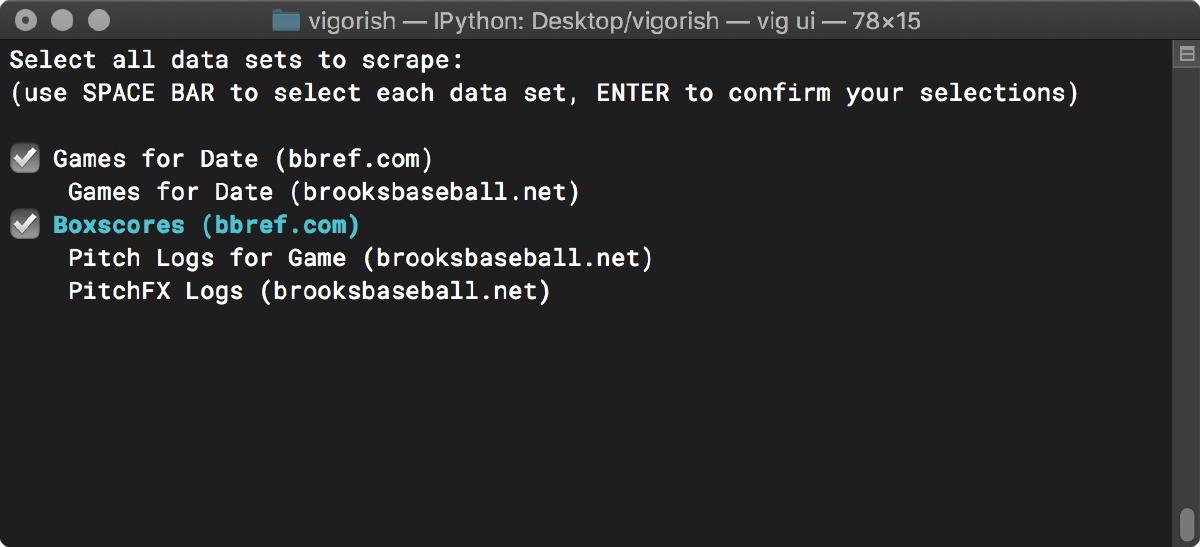 vigorish — IPython: Desktop/vigorish — vig ui — 78×15
Select all data sets to scrape:
(use SPACE BAR to select each data set, ENTER to confirm your selections)
Games for Date (bbref.com)
Games for Date (brooksbaseball.net)
Boxscores (bbref.com)
Pitch Logs for Game (brooksbaseball.net)
PitchFX Logs (brooksbaseball.net)